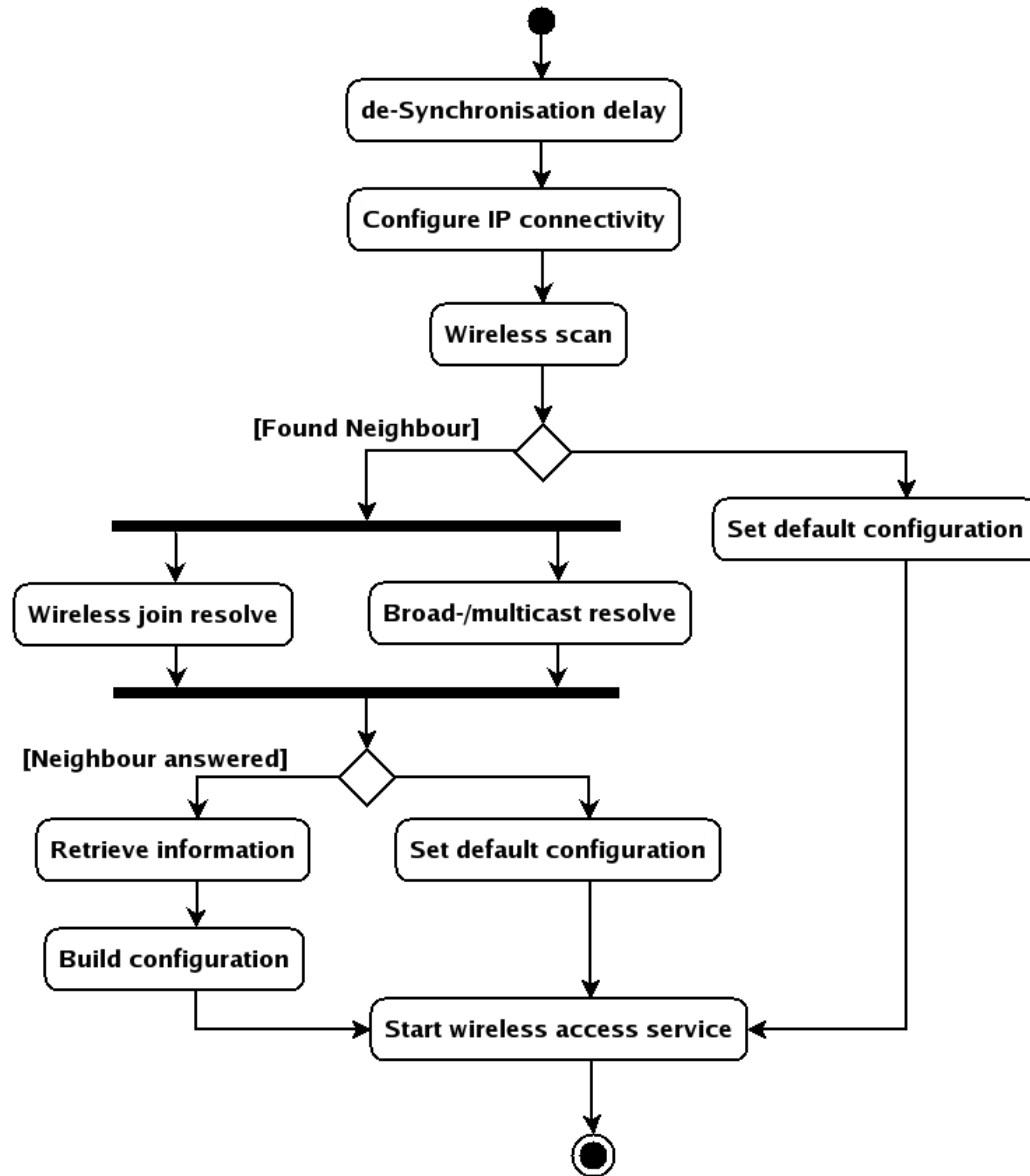 de-Synchronisation delay
Configure IP connectivity
Wireless scan
[Found Neighbour]
Set default configuration
Wireless join resolve
Broad-/multicast resolve
[Neighbour answered]
Retrieve information
Set default configuration
Build configuration
Start wireless access service